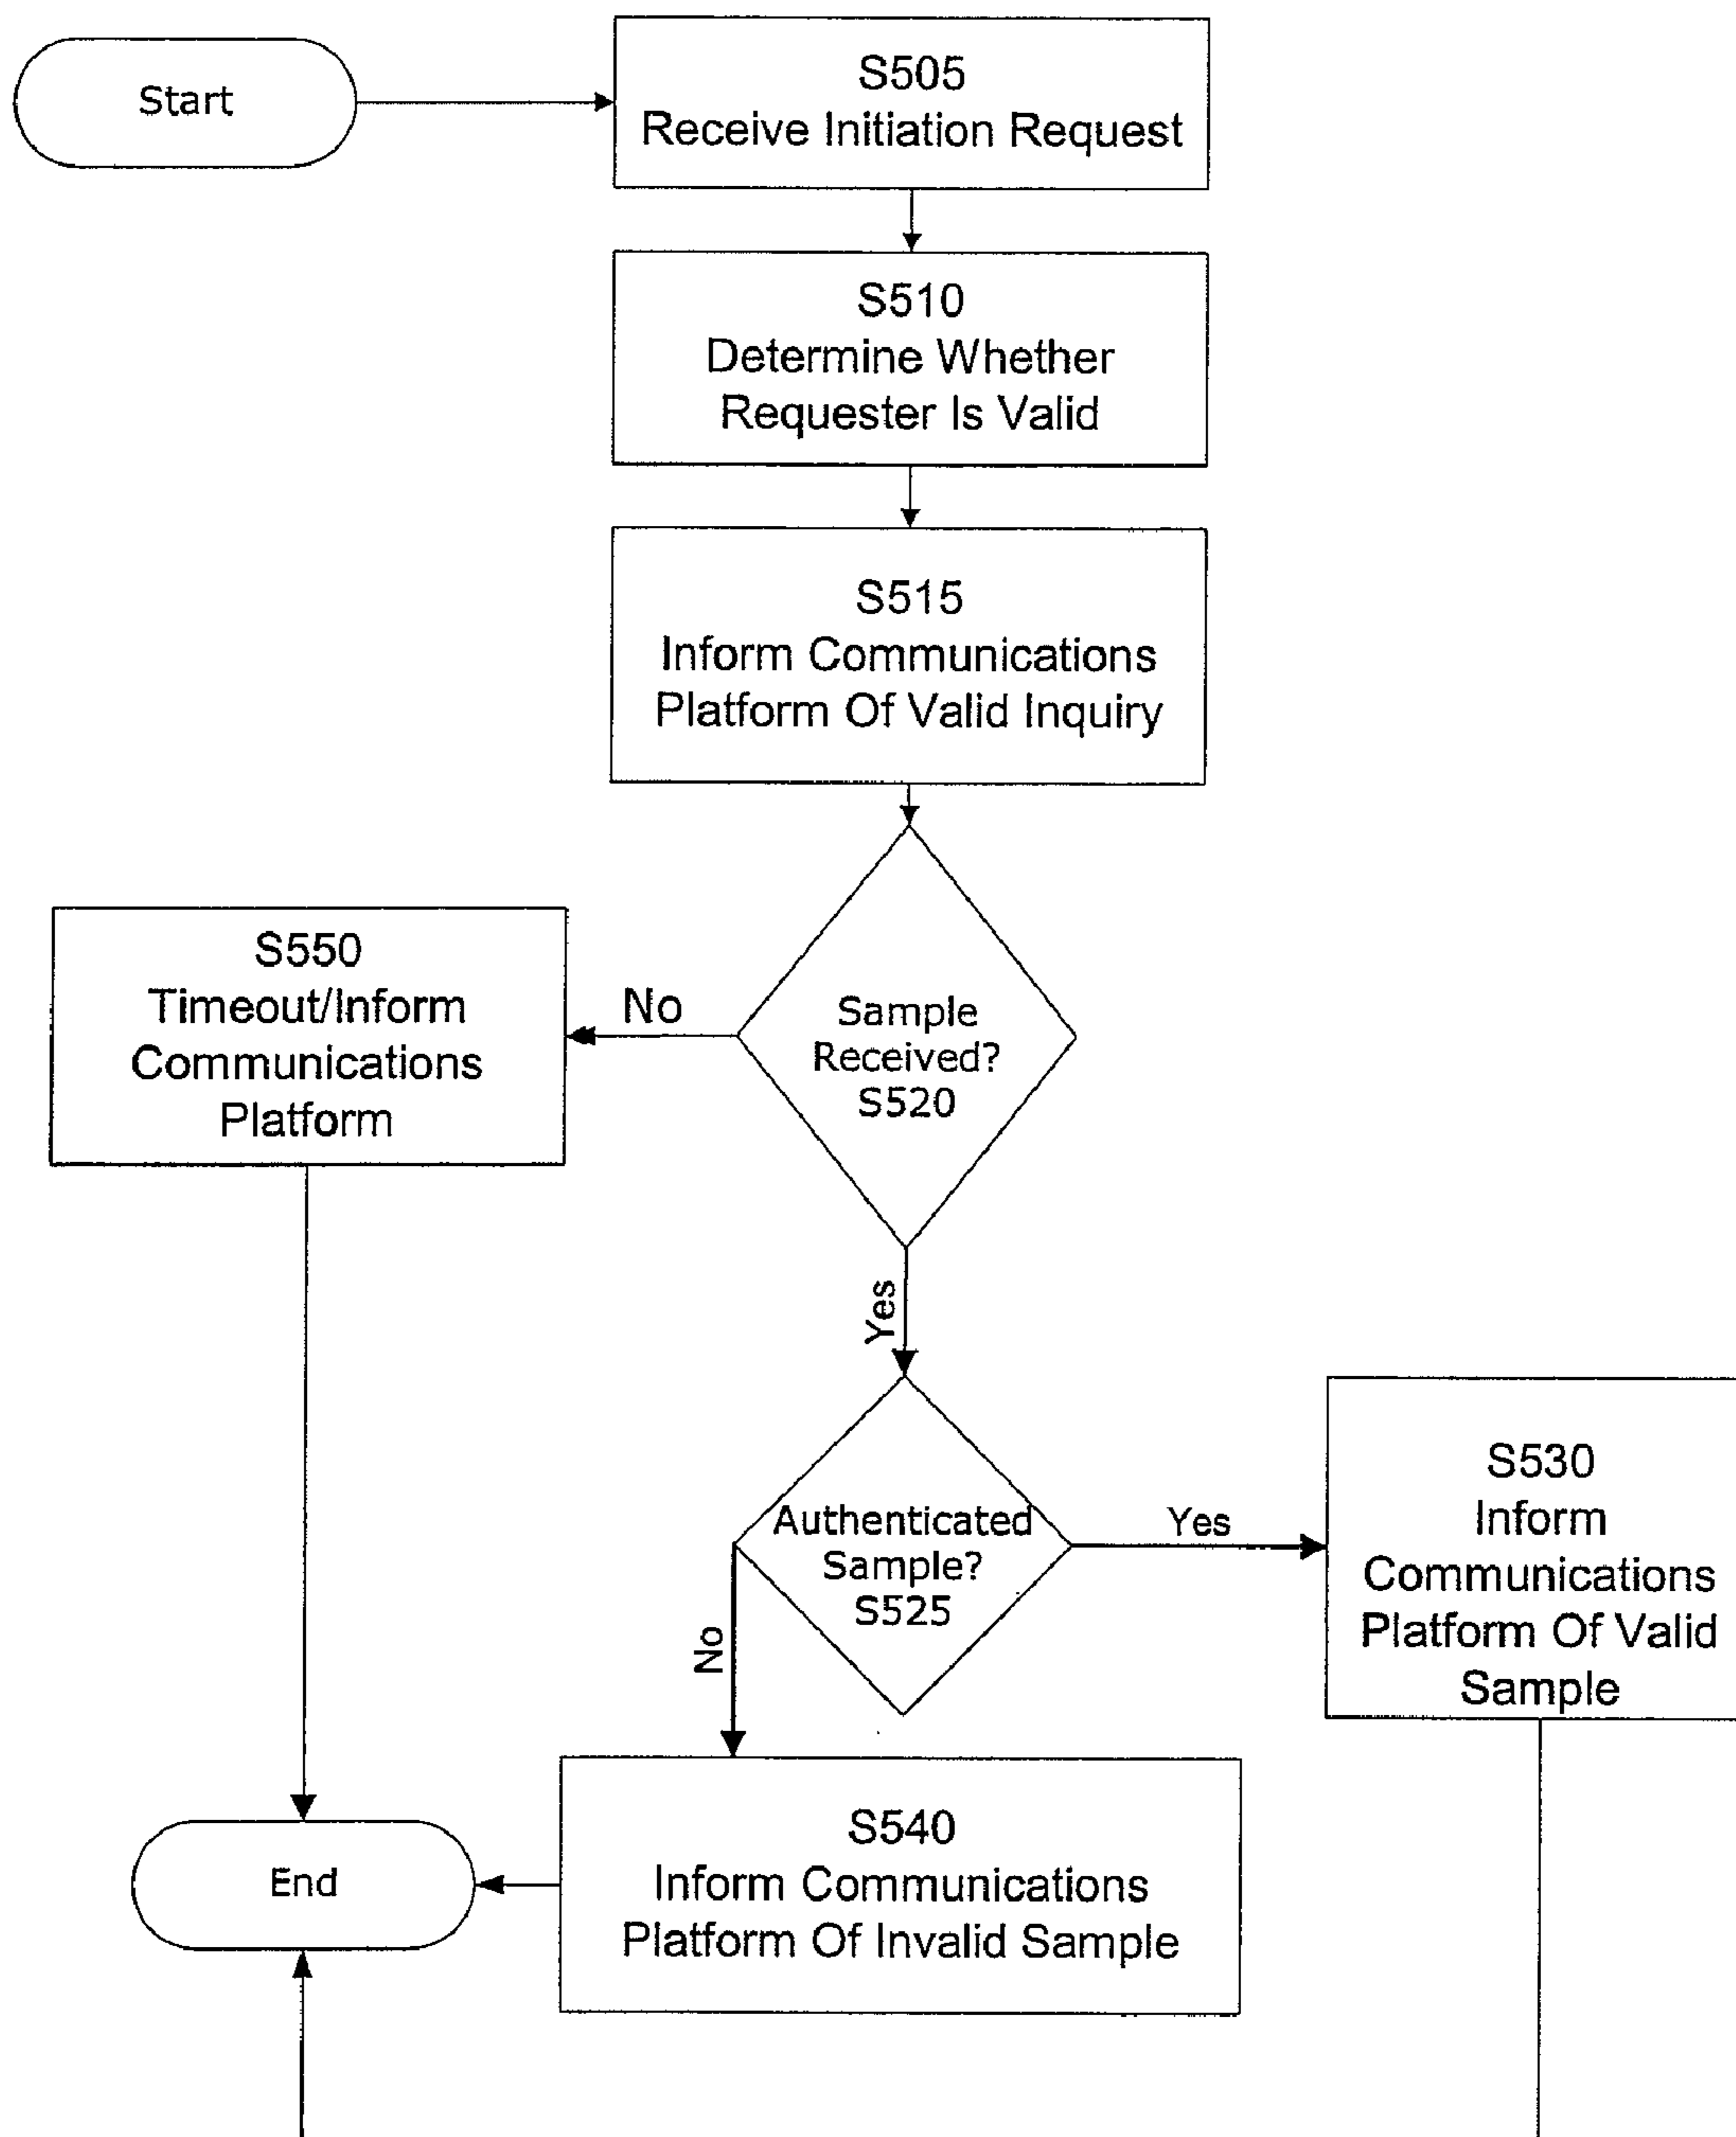 Start
S505
Receive Initiation Request
S510
Determine Whether
Requester Is Valid
S515
Inform Communications
Platform Of Valid Inquiry
S550
Timeout/Inform
Communications
Platform
No
Sample
Received?
S520
Yes
Authenticated
Sample?
S525
Yes
S530
Inform
Communications
Platform Of Valid
Sample
No
S540
Inform Communications
Platform Of Invalid Sample
End